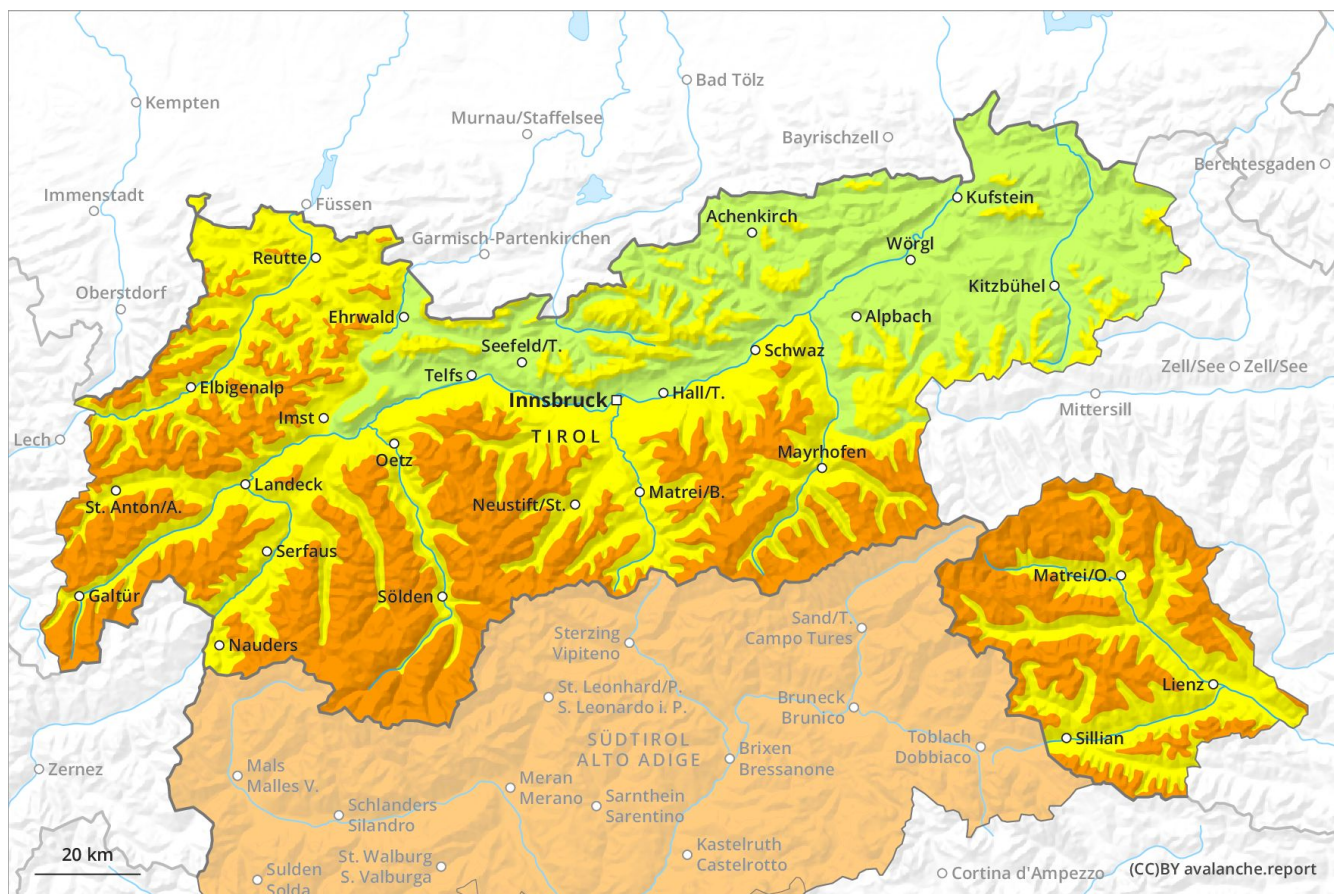 Bad Tölz
Kempten
Murnau/Staffelsee
Bayrischzell
Berchtesgaden
Immenstadt
Füssen
Kufstein
Achenkirch
Garmisch-Partenkirchen
Wörgl
Reutte
Kitzbühel
Oberstdorf
Ehrwald
Alpbach
Seefeld/T.
Schwaz
Zell/See
Zell/See
Telfs
Elbigenalp
Hall/T.
Innsbruck
Mittersill
Imst
Lech
TIROL
Oetz
Mayrhofen
Landeck
Matrei/B.
St. Anton/A.
Neustift/St.
Serfaus
Matrei/O.
Galtür
Sölden
Sand/T.
Campo Tures
Sterzing
Vipiteno
Nauders
Lienz
St. Leonhard/P.
S. Leonardo i. P.
Bruneck
Brunico
SÜDTIROL
ALTO ADIGE
Toblach
Dobbiaco
Sillian
Brixen
Bressanone
Zernez
Mals
Malles V.
Meran
Merano
Sarnthein
Sarentino
Schlanders
Silandro
Kastelruth
Castelrotto
20 km
St. Walburg
S. Valburga
Sulden
Solda
Cortina d'Ampezzo
(CC)BY avalanche.report